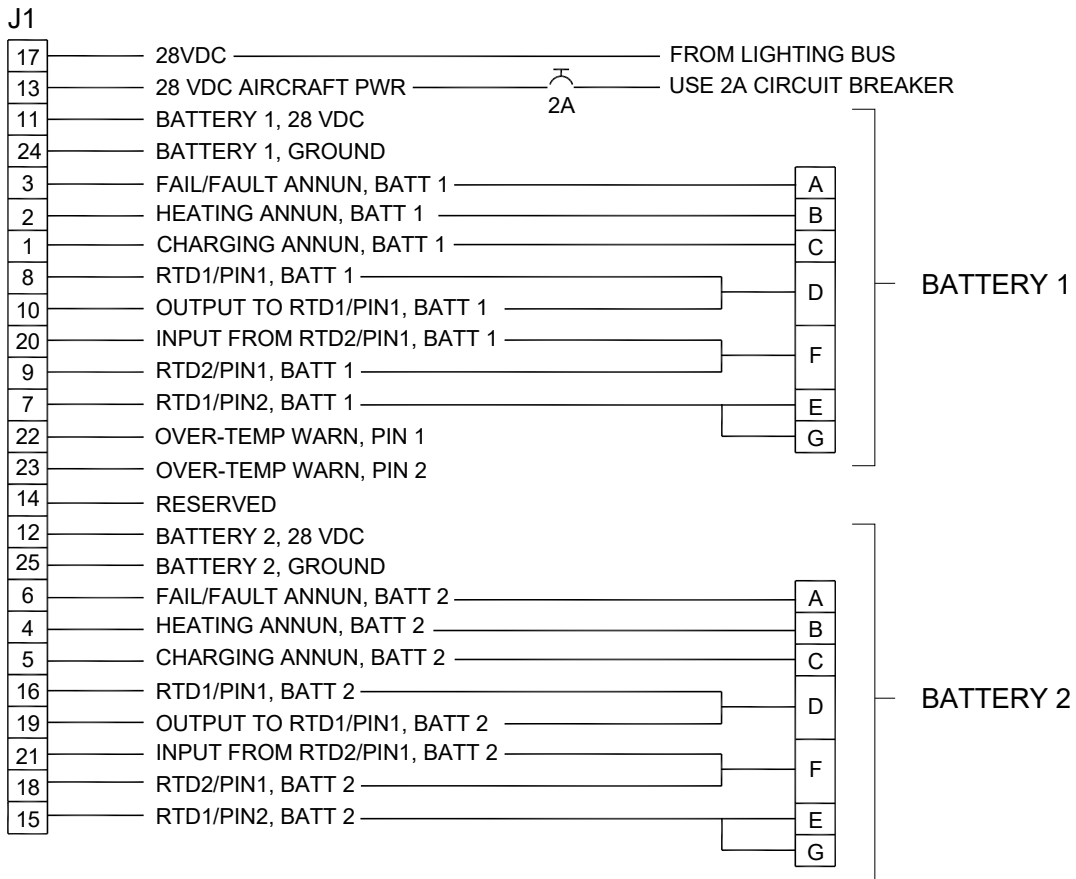 J1
17 28VDC FROM LIGHTING BUS
13 28 VDC AIRCRAFT PWR 2A USE 2A CIRCUIT BREAKER
11 BATTERY 1, 28 VDC
24 BATTERY 1, GROUND
3 FAIL/FAULT ANNUN, BATT 1 A
2 HEATING ANNUN, BATT 1 B
1 CHARGING ANNUN, BATT 1 C
8 RTD1/PIN1, BATT 1 D
10 OUTPUT TO RTD1/PIN1, BATT 1
20 INPUT FROM RTD2/PIN1, BATT 1 F
9 RTD2/PIN1, BATT 1
7 RTD1/PIN2, BATT 1 E
22 OVER-TEMP WARN, PIN 1 G
23 OVER-TEMP WARN, PIN 2
BATTERY 1
14 RESERVED
12 BATTERY 2, 28 VDC
25 BATTERY 2, GROUND
6 FAIL/FAULT ANNUN, BATT 2 A
4 HEATING ANNUN, BATT 2 B
5 CHARGING ANNUN, BATT 2 C
16 RTD1/PIN1, BATT 2 D
19 OUTPUT TO RTD1/PIN1, BATT 2
21 INPUT FROM RTD2/PIN1, BATT 2 F
18 RTD2/PIN1, BATT 2
15 RTD1/PIN2, BATT 2 E
G
BATTERY 2